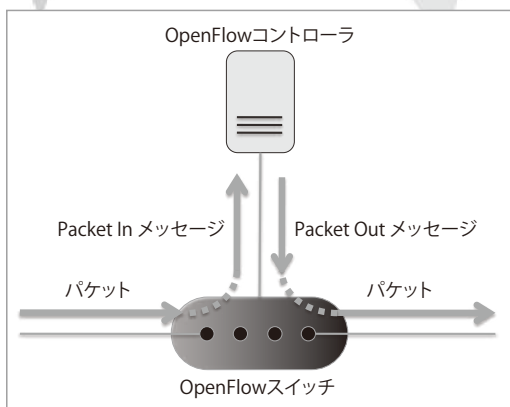 OpenFlowコントローラ
Packet In メッセージ
Packet Out メッセージ
パケット
パケット
OpenFlowスイッチ